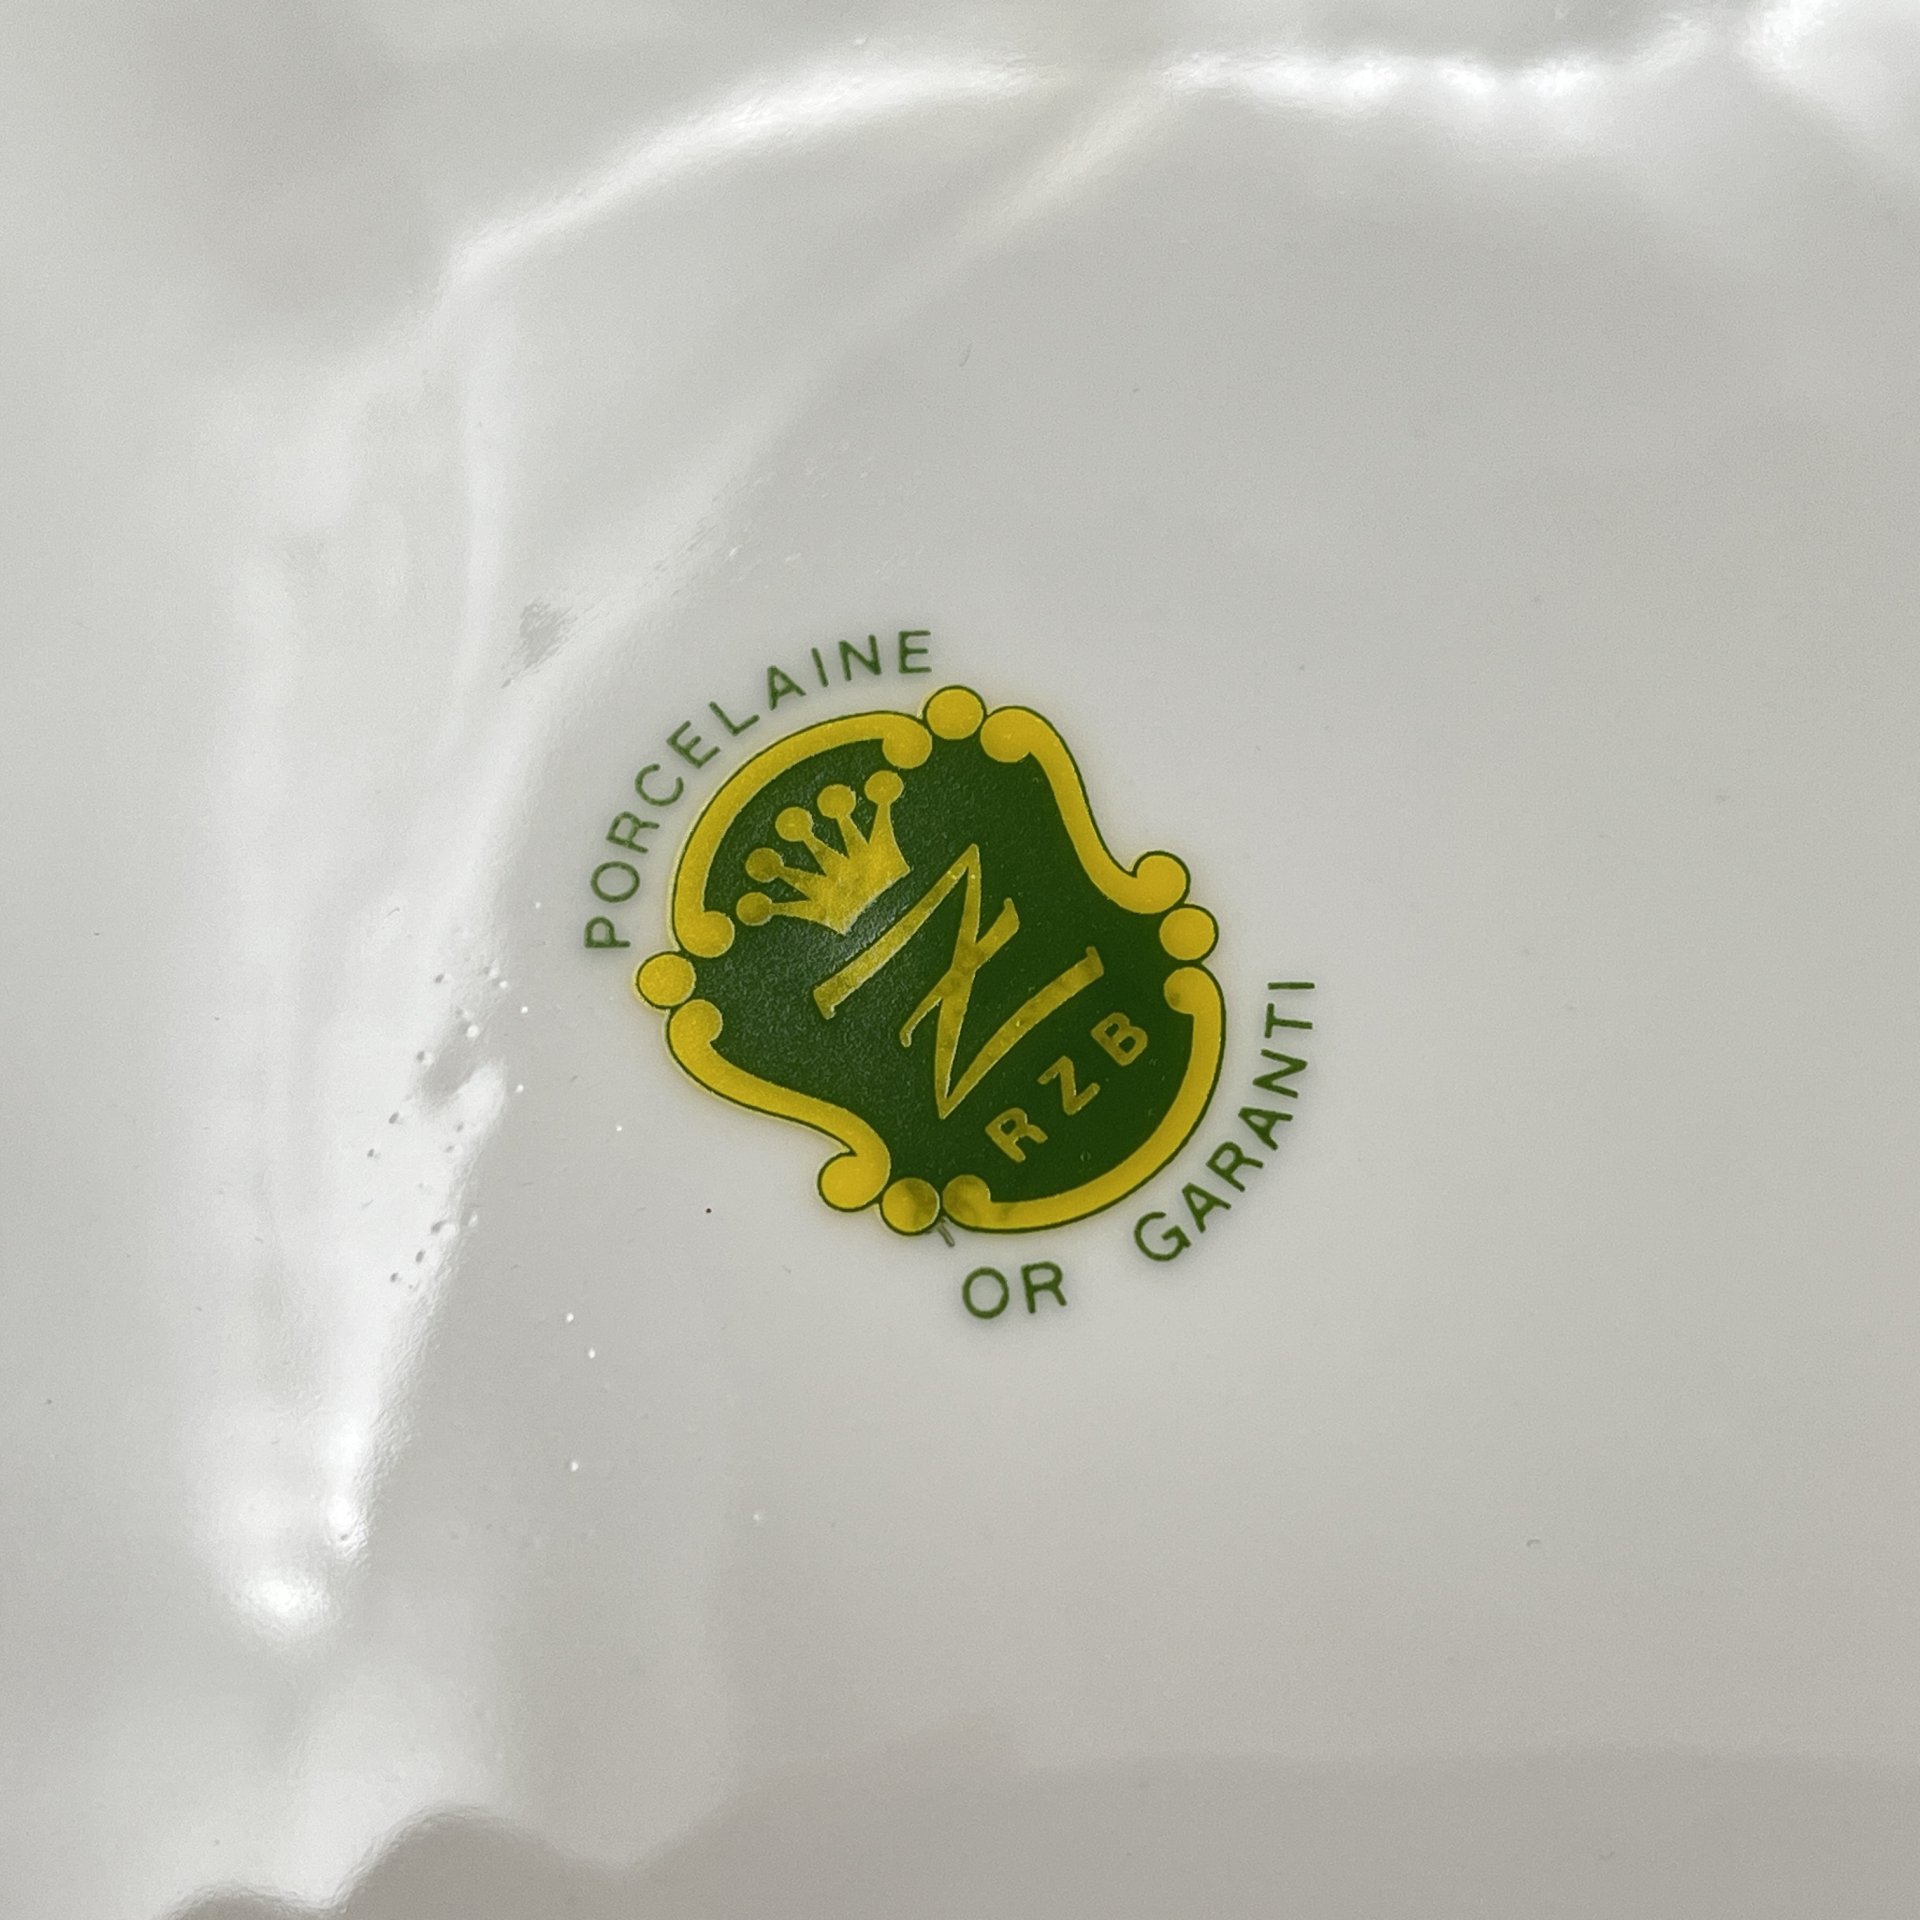 PORCELAINE
N
RZB
OR GARANTI